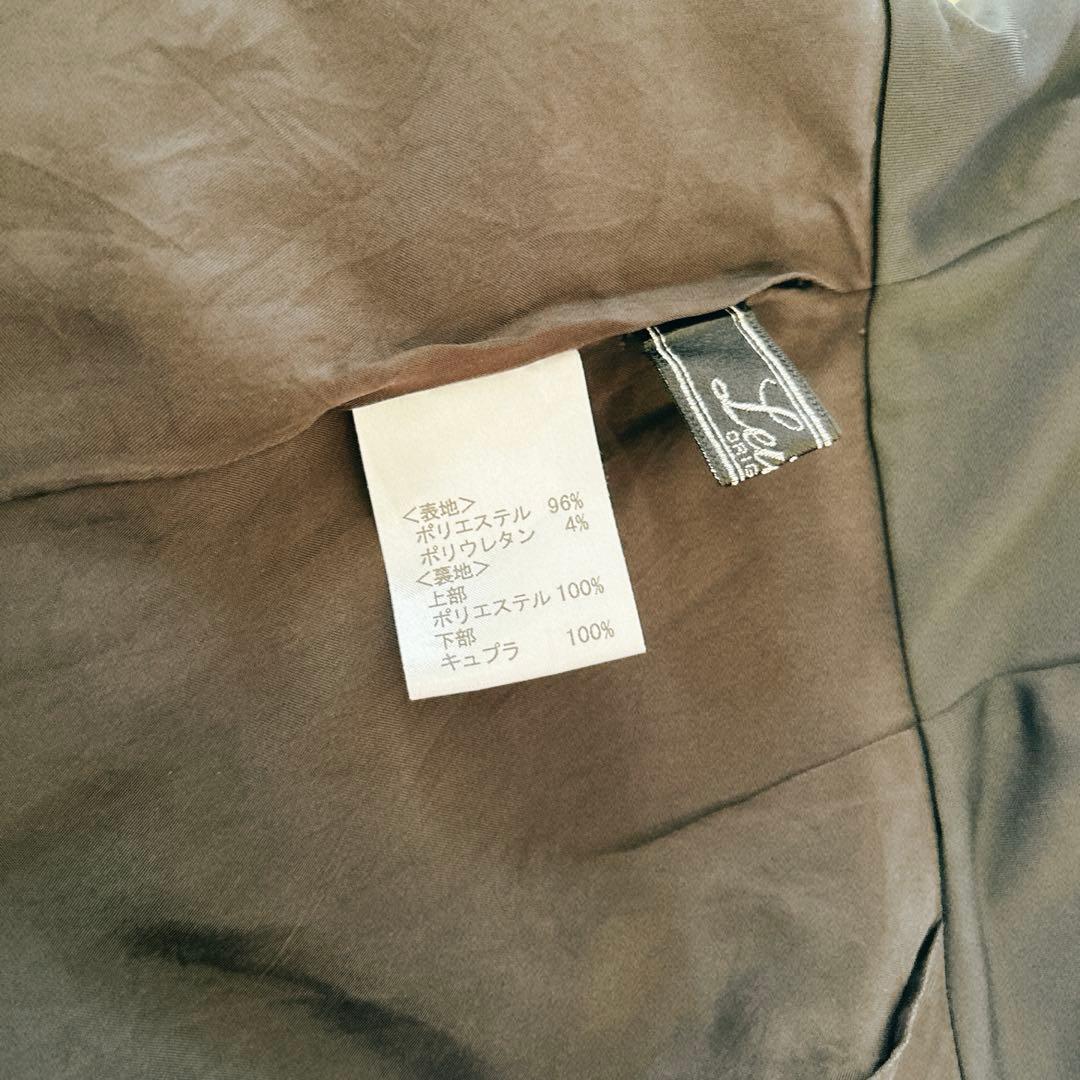 <表地>
ポリエステル 96%
ポリウレタン 4%
<裏地>
上部
ポリエステル 100%
下部
キュプラ 100%